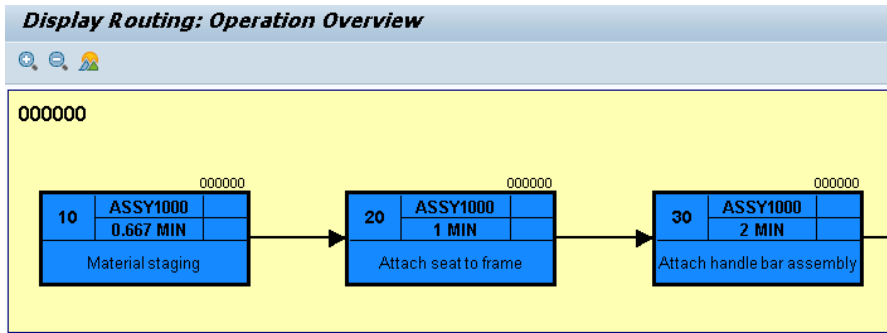 Display Routing: Operation Overview
000000
000000
10
ASSY1000
0.667 MIN
Material staging
000000
20
ASSY1000
1 MIN
Attach seat to frame
000000
30
ASSY1000
2 MIN
Attach handle bar assembly